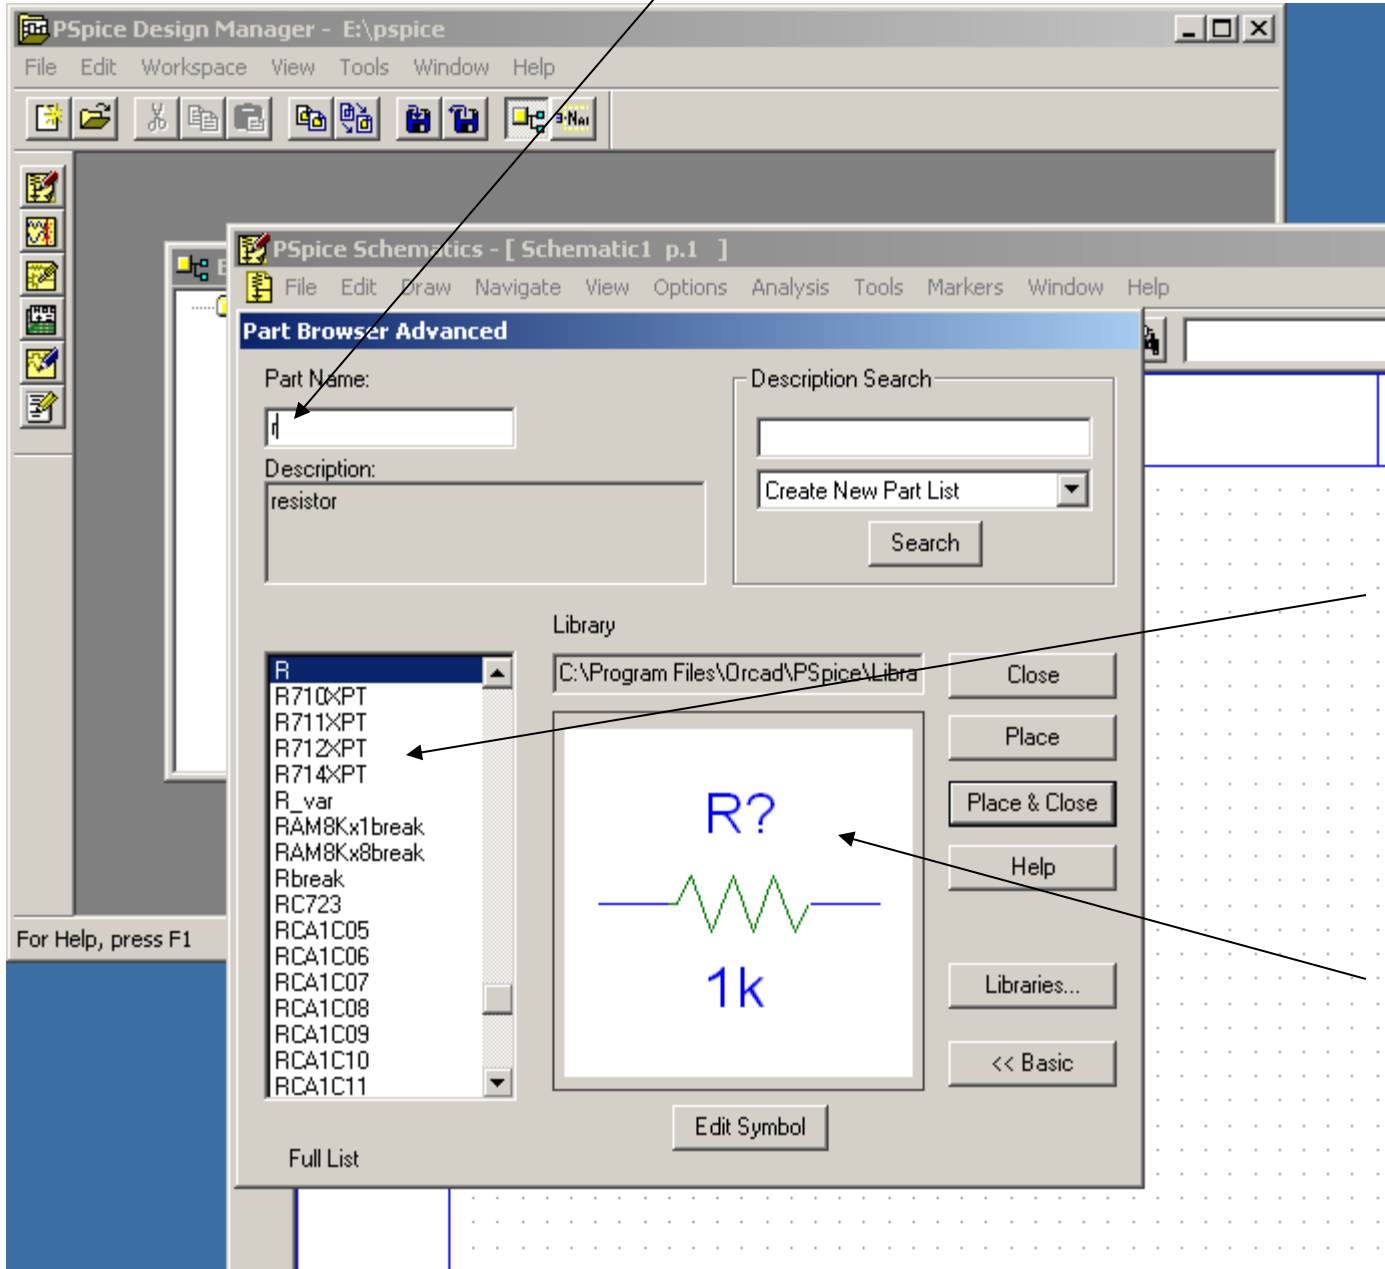 PSpice Design Manager - E:\pspice
File Edit Workspace View Tools Window Help
PSpice Schematics - [ Schematic1 p.1 ]
File Edit Draw Navigate View Options Analysis Tools Markers Window Help
Part Browser Advanced
Part Name:
r
Description:
resistor
Description Search
Create New Part List
Search
Library
C:\Program Files\Orcad\PSpice\Libra
R
R710XPT
R711XPT
R712XPT
R714XPT
R_var
RAM8Kx1break
RAM8Kx8break
Rbreak
RC723
RCA1C05
RCA1C06
RCA1C07
RCA1C08
RCA1C09
RCA1C10
RCA1C11
Full List
R?
1k
Edit Symbol
Close
Place
Place & Close
Help
Libraries...
<< Basic
For Help, press F1